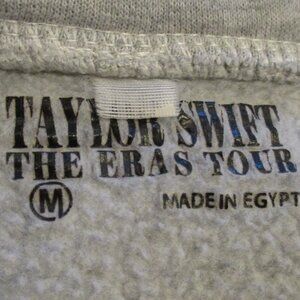 TAYLOR SWIFT
THE ERAS TOUR
M MADE IN EGYPT